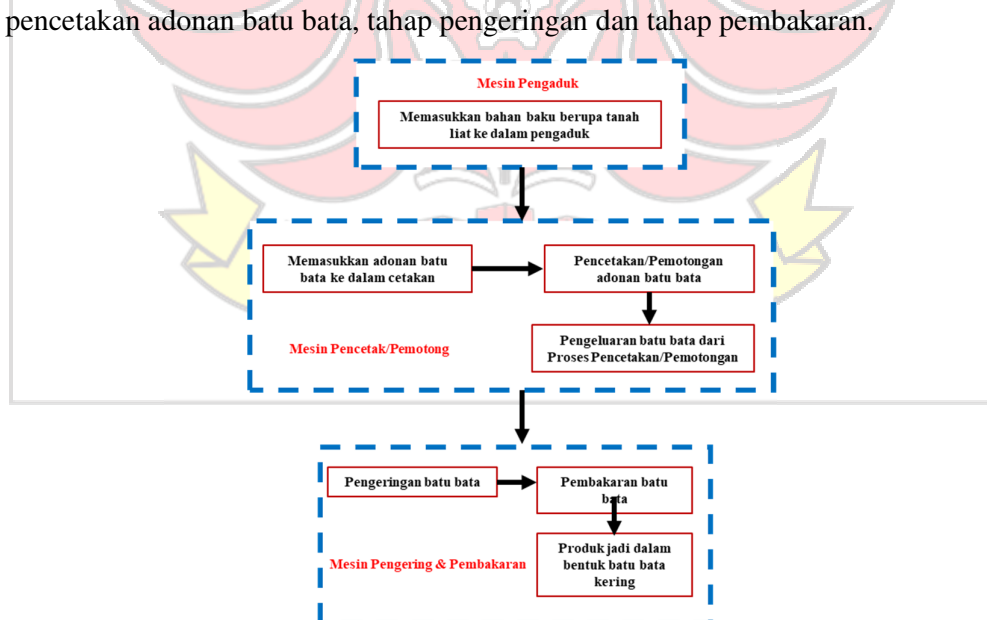 pencetakan adonan batu bata, tahap pengeringan dan tahap pembakaran.
Mesin Pengaduk
Memasukkan bahan baku berupa tanah
liat ke dalam pengaduk
Memasukkan adonan batu
bata ke dalam cetakan
Pencetakan/Pemotongan
adonan batu bata
Mesin Pencetak/Pemotong
Pengeluaran batu bata dari
Proses Pencetakan/Pemotongan
Pengeringan batu bata
Pembakaran batu
bata
Mesin Pengering & Pembakaran
Produk jadi dalam
bentuk batu bata
kering